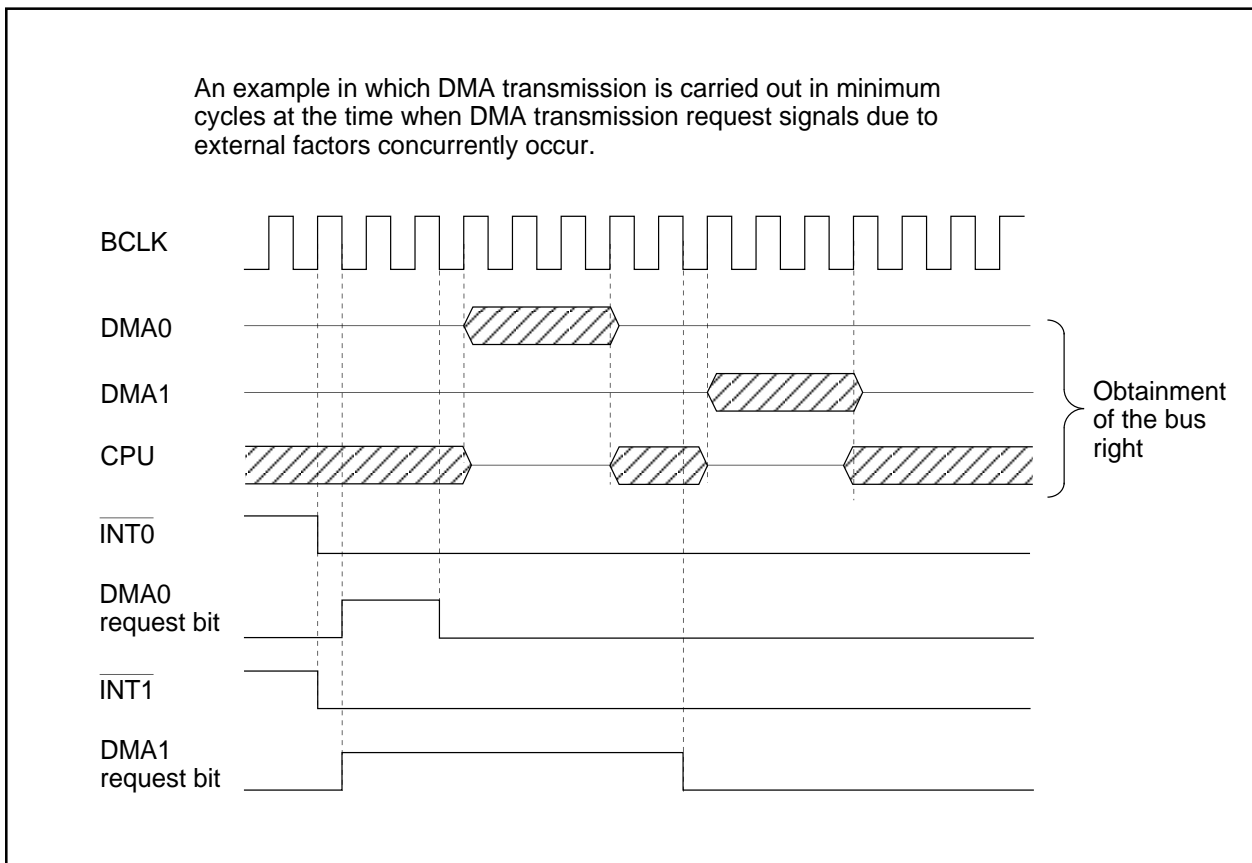 An example in which DMA transmission is carried out in minimum
cycles at the time when DMA transmission request signals due to
external factors concurrently occur.
BCLK
DMA0
DMA1
CPU
Obtainment
of the bus
right
INT0
DMA0
request bit
INT1
DMA1
request bit